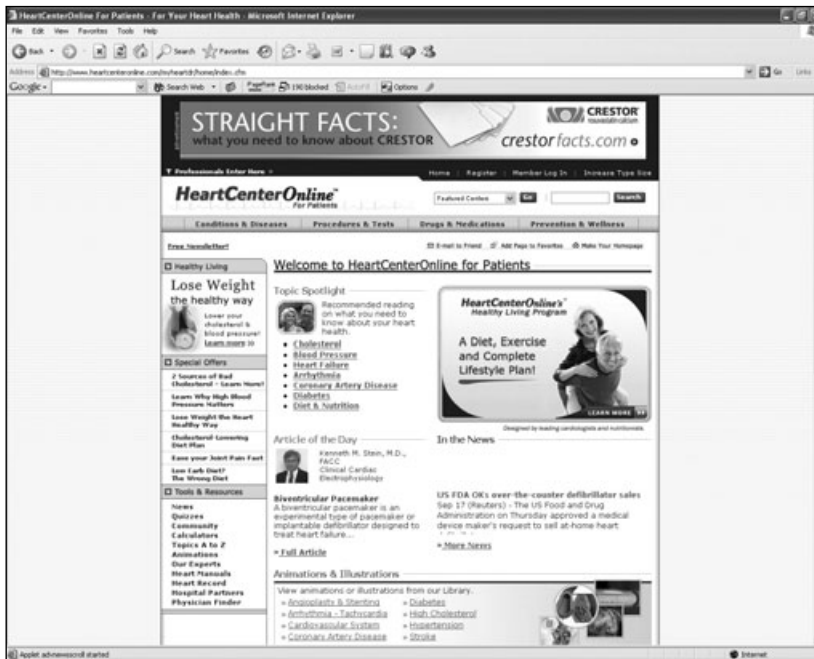 HeartCenterOnline For Patients - For Your Heart Health - Microsoft Internet Explorer
File Edit View Favorites Tools Help
Back Search Favorites
Address http://www.heartcenteronline.com/myheartdr/home/index.cfm Go Links
Google Search Web PageRank 190 blocked AutoFill Options
advertisement
STRAIGHT FACTS:
what you need to know about CRESTOR
CRESTOR
rosuvastatin calcium
crestorfacts.com
Professionals Enter Here »
Home | Register | Member Log In | Increase Type Size
HeartCenterOnline™
For Patients
Featured Centers Go Search
Conditions & Diseases Procedures & Tests Drugs & Medications Prevention & Wellness
Free Newsletter!
E-mail to Friend Add Page to Favorites Make Your Homepage
Healthy Living
Lose Weight
the healthy way
Lower your
cholesterol &
blood pressure!
Learn more »
Special Offers
2 Sources of Bad
Cholesterol - Learn More!
Learn Why High Blood
Pressure Matters
Lose Weight the Heart
Healthy Way
Cholesterol-Lowering
Diet Plan
Ease your Joint Pain Fast
Low Carb Diet?
The Wrong Diet
Tools & Resources
News
Quizzes
Community
Calculators
Topics A to Z
Animations
Our Experts
Heart Manuals
Heart Record
Hospital Partners
Physician Finder
Welcome to HeartCenterOnline for Patients
Topic Spotlight
Recommended reading
on what you need to
know about your heart
health.
• Cholesterol
• Blood Pressure
• Heart Failure
• Arrhythmia
• Coronary Artery Disease
• Diabetes
• Diet & Nutrition
HeartCenterOnline's™
Healthy Living Program
A Diet, Exercise
and Complete
Lifestyle Plan!
LEARN MORE
Designed by leading cardiologists and nutritionists.
Article of the Day
Kenneth M. Stein, M.D.,
FACC
Clinical Cardiac
Electrophysiology
Biventricular Pacemaker
A biventricular pacemaker is an
experimental type of pacemaker or
implantable defibrillator designed to
treat heart failure...
» Full Article
In the News
US FDA OKs over-the-counter defibrillator sales
Sep 17 (Reuters) - The US Food and Drug
Administration on Thursday approved a medical
device maker's request to sell at-home heart
» More News
Animations & Illustrations
View animations or illustrations from our Library.
» Angioplasty & Stenting » Diabetes
» Arrhythmia - Tachycardia » High Cholesterol
» Cardiovascular System » Hypertension
» Coronary Artery Disease » Stroke
Applet adv-newsscroll started
Internet